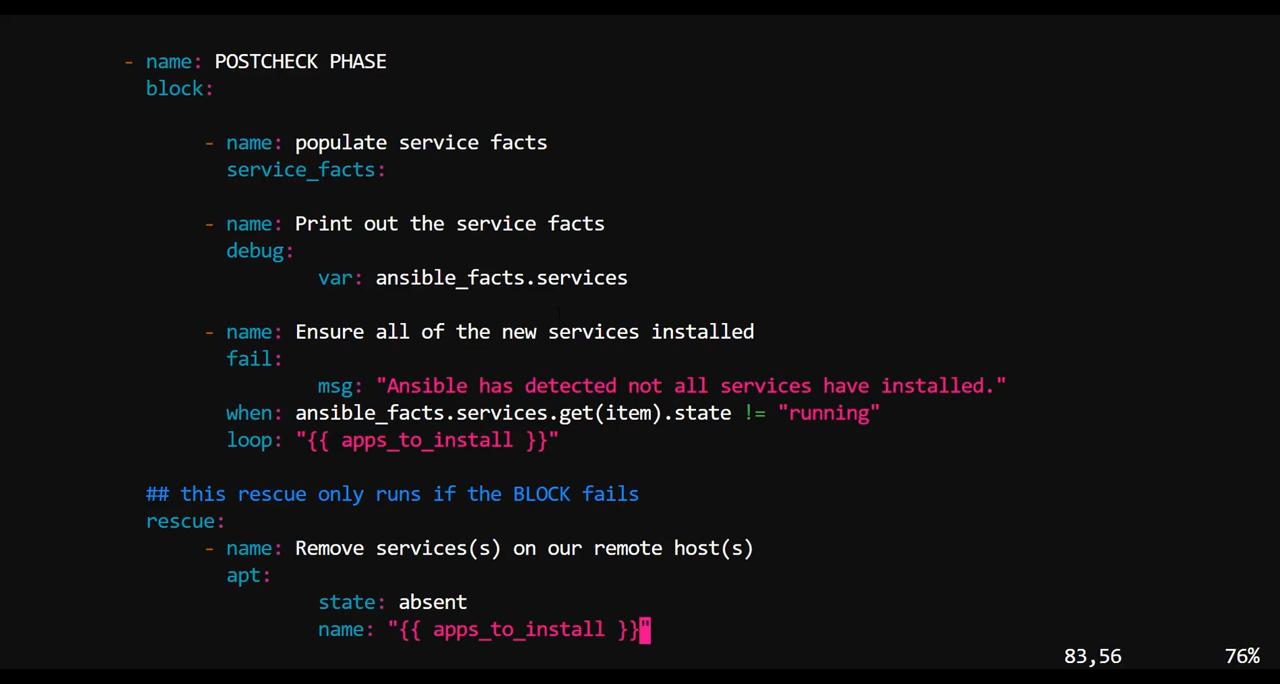 - name: POSTCHECK PHASE
block:
- name: populate service facts
service_facts:
- name: Print out the service facts
debug:
var: ansible_facts.services
- name: Ensure all of the new services installed
fail:
msg: "Ansible has detected not all services have installed."
when: ansible_facts.services.get(item).state != "running"
loop: "{{ apps_to_install }}"
## this rescue only runs if the BLOCK fails
rescue:
- name: Remove services(s) on our remote host(s)
apt:
state: absent
name: "{{ apps_to_install }}"
83,56 76%